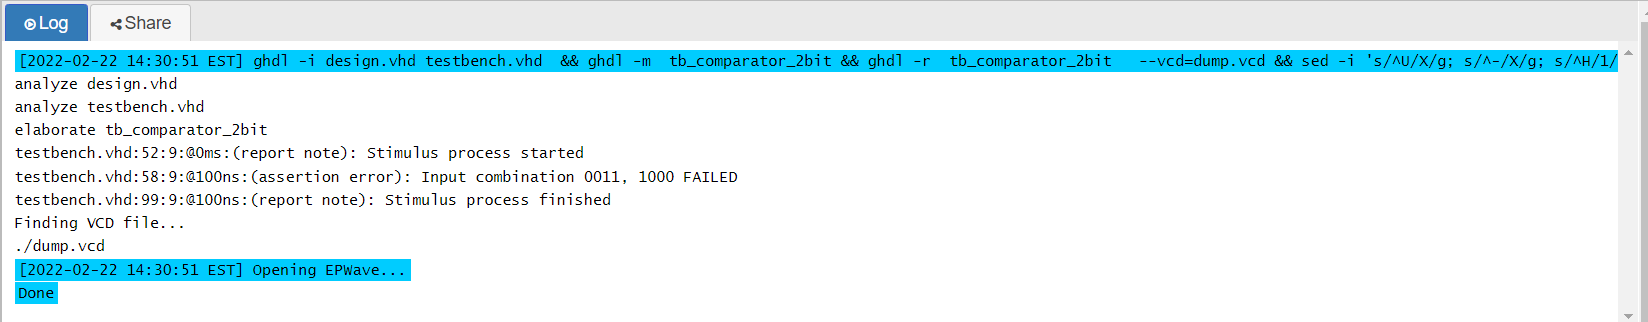 Log Share
[2022-02-22 14:30:51 EST] ghdl -i design.vhd testbench.vhd  && ghdl -m  tb_comparator_2bit && ghdl -r  tb_comparator_2bit   --vcd=dump.vcd && sed -i 's/^U/X/g; s/^-/X/g; s/^H/1/
analyze design.vhd
analyze testbench.vhd
elaborate tb_comparator_2bit
testbench.vhd:52:9:@0ms:(report note): Stimulus process started
testbench.vhd:58:9:@100ns:(assertion error): Input combination 0011, 1000 FAILED
testbench.vhd:99:9:@100ns:(report note): Stimulus process finished
Finding VCD file...
./dump.vcd
[2022-02-22 14:30:51 EST] Opening EPWave...
Done